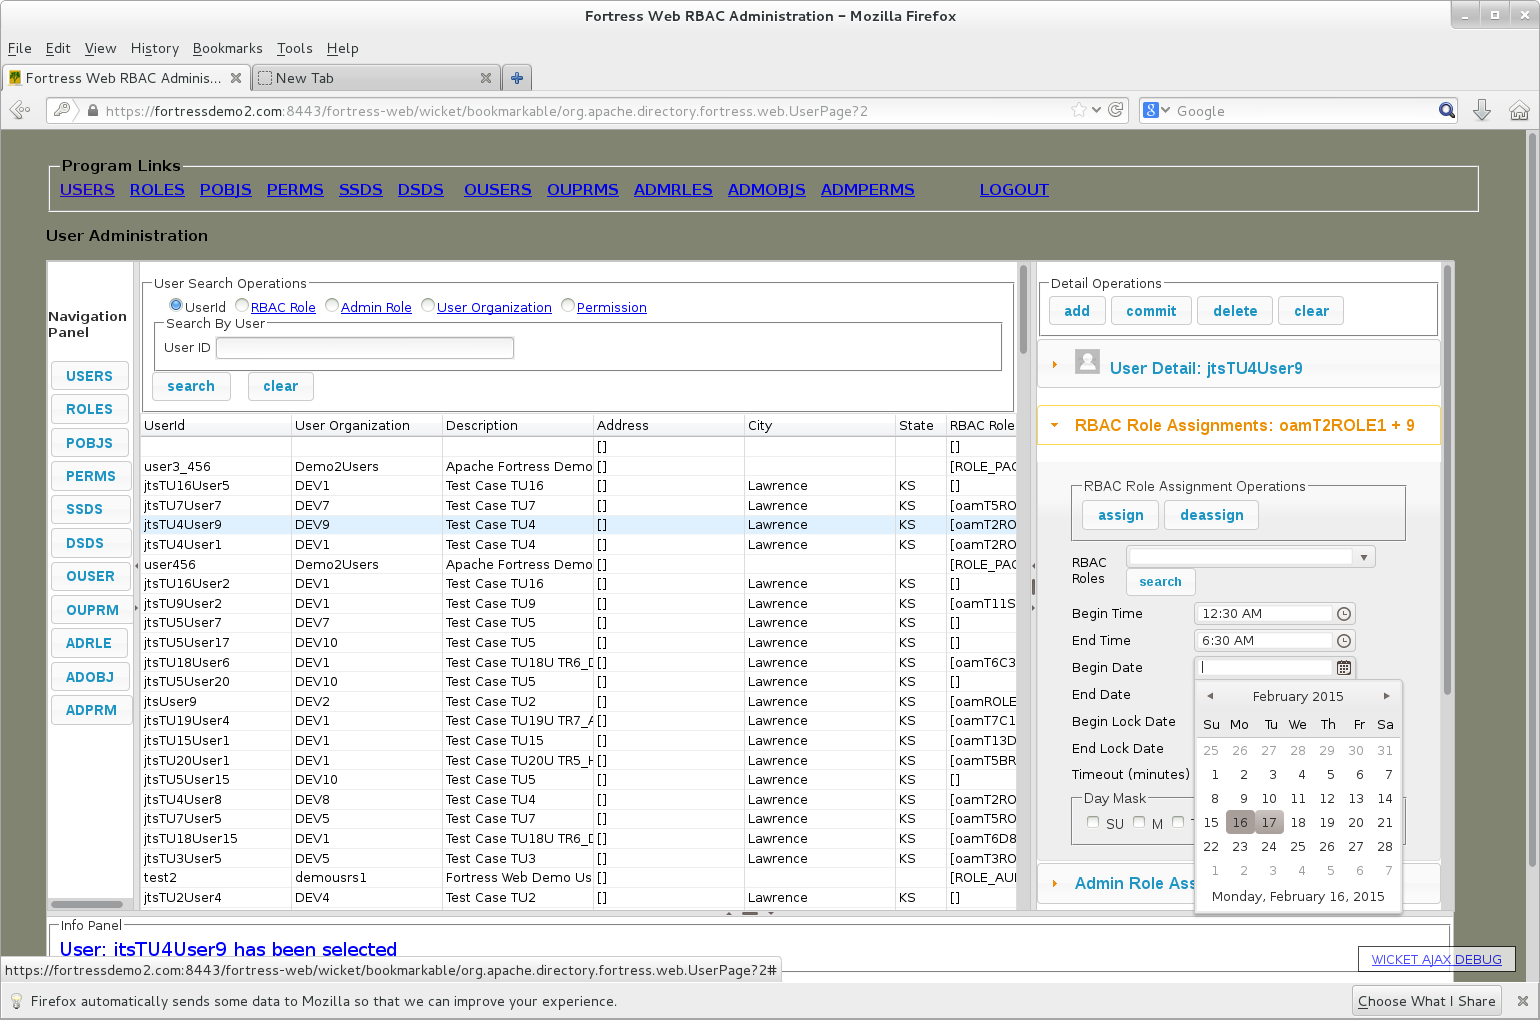 Fortress Web RBAC Administration - Mozilla Firefox
File Edit View History Bookmarks Tools Help
Fortress Web RBAC Adminis... New Tab
https://fortressdemo2.com:8443/fortress-web/wicket/bookmarkable/org.apache.directory.fortress.web.UserPage?2 Google
Program Links
USERS ROLES POBJS PERMS SSDS DSDS OUSERS OUPRMS ADMRLES ADMOBJS ADMPERMS LOGOUT
User Administration
Navigation
Panel
USERS
ROLES
POBJS
PERMS
SSDS
DSDS
OUSER
OUPRM
ADRLE
ADOBJ
ADPRM
User Search Operations
UserId RBAC Role Admin Role User Organization Permission
Search By User
User ID
search clear
UserId User Organization Description Address City State RBAC Role
[] []
user3_456 Demo2Users Apache Fortress Demo [] [ROLE_PAG
jtsTU16User5 DEV1 Test Case TU16 [] Lawrence KS []
jtsTU7User7 DEV7 Test Case TU7 [] Lawrence KS [oamT5RO
jtsTU4User9 DEV9 Test Case TU4 [] Lawrence KS [oamT2RO
jtsTU4User1 DEV1 Test Case TU4 [] Lawrence KS [oamT2RO
user456 Demo2Users Apache Fortress Demo [] [ROLE_PAG
jtsTU16User2 DEV1 Test Case TU16 [] Lawrence KS []
jtsTU9User2 DEV1 Test Case TU9 [] Lawrence KS [oamT11S
jtsTU5User7 DEV7 Test Case TU5 [] Lawrence KS []
jtsTU5User17 DEV10 Test Case TU5 [] Lawrence KS []
jtsTU18User6 DEV1 Test Case TU18U TR6_D [] Lawrence KS [oamT6C3
jtsTU5User20 DEV10 Test Case TU5 [] Lawrence KS []
jtsUser9 DEV2 Test Case TU2 [] Lawrence KS [oamROLE
jtsTU19User4 DEV1 Test Case TU19U TR7_A [] Lawrence KS [oamT7C1
jtsTU15User1 DEV1 Test Case TU15 [] Lawrence KS [oamT13D
jtsTU20User1 DEV1 Test Case TU20U TR5_H [] Lawrence KS [oamT5BR
jtsTU5User15 DEV10 Test Case TU5 [] Lawrence KS []
jtsTU4User8 DEV8 Test Case TU4 [] Lawrence KS [oamT2RO
jtsTU7User5 DEV5 Test Case TU7 [] Lawrence KS [oamT5RO
jtsTU18User15 DEV1 Test Case TU18U TR6_D [] Lawrence KS [oamT6D8
jtsTU3User5 DEV5 Test Case TU3 [] Lawrence KS [oamT3RO
test2 demousrs1 Fortress Web Demo Us [] [ROLE_AUI
jtsTU2User4 DEV4 Test Case TU2 [] Lawrence KS []
Detail Operations
add commit delete clear
User Detail: jtsTU4User9
RBAC Role Assignments: oamT2ROLE1 + 9
RBAC Role Assignment Operations
assign deassign
RBAC
Roles
search
Begin Time 12:30 AM
End Time 6:30 AM
Begin Date
End Date
Begin Lock Date
End Lock Date
Timeout (minutes)
Day Mask
SU M
February 2015
Su Mo Tu We Th Fr Sa
25 26 27 28 29 30 31
1 2 3 4 5 6 7
8 9 10 11 12 13 14
15 16 17 18 19 20 21
22 23 24 25 26 27 28
1 2 3 4 5 6 7
Monday, February 16, 2015
Admin Role Ass
Info Panel
User: jtsTU4User9 has been selected
WICKET AJAX DEBUG
https://fortressdemo2.com:8443/fortress-web/wicket/bookmarkable/org.apache.directory.fortress.web.UserPage?2#
Firefox automatically sends some data to Mozilla so that we can improve your experience. Choose What I Share